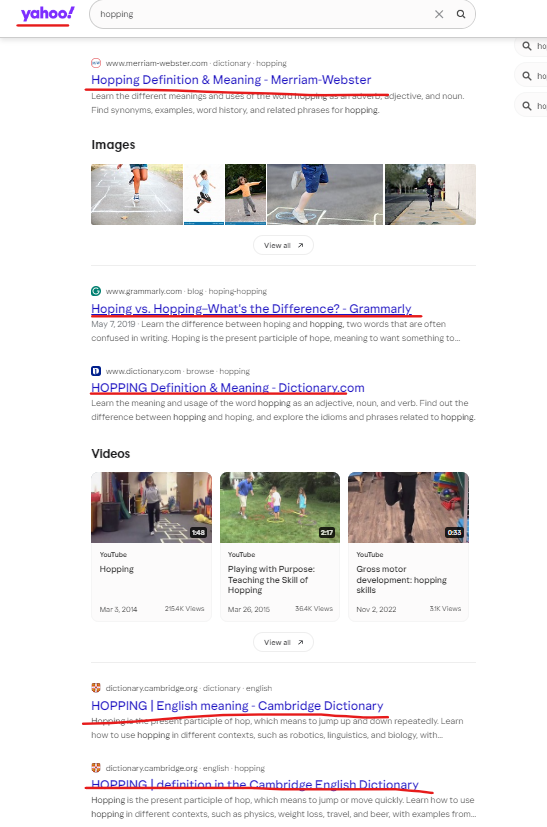 yahoo!
hopping
ho
ho
ho
www.merriam-webster.com › dictionary › hopping
Hopping Definition & Meaning - Merriam-Webster
Learn the different meanings and uses of the word hopping as an adverb, adjective, and noun.
Find synonyms, examples, word history, and related phrases for hopping.
Images
View all
www.grammarly.com › blog › hoping-hopping
Hoping vs. Hopping–What's the Difference? - Grammarly
May 7, 2019 · Learn the difference between hoping and hopping, two words that are often
confused in writing. Hoping is the present participle of hope, meaning to want something to...
www.dictionary.com › browse › hopping
HOPPING Definition & Meaning - Dictionary.com
Learn the meaning and usage of the word hopping as an adjective, noun, and verb. Find out the
difference between hopping and hoping, and explore the idioms and phrases related to hopping.
Videos
1:48
2:17
0:33
YouTube
Hopping
Mar 3, 2014 215.4K Views
YouTube
Playing with Purpose:
Teaching the Skill of
Hopping
Mar 26, 2015 36.4K Views
YouTube
Gross motor
development: hopping
skills
Nov 2, 2022 3.1K Views
View all
dictionary.cambridge.org › dictionary › english
HOPPING | English meaning - Cambridge Dictionary
Hopping is the present participle of hop, which means to jump up and down repeatedly. Learn
how to use hopping in different contexts, such as robotics, linguistics, and biology, with...
dictionary.cambridge.org › english › hopping
HOPPING | definition in the Cambridge English Dictionary
Hopping is the present participle of hop, which means to jump or move quickly. Learn how to use
hopping in different contexts, such as physics, weight loss, travel, and beer, with examples from...